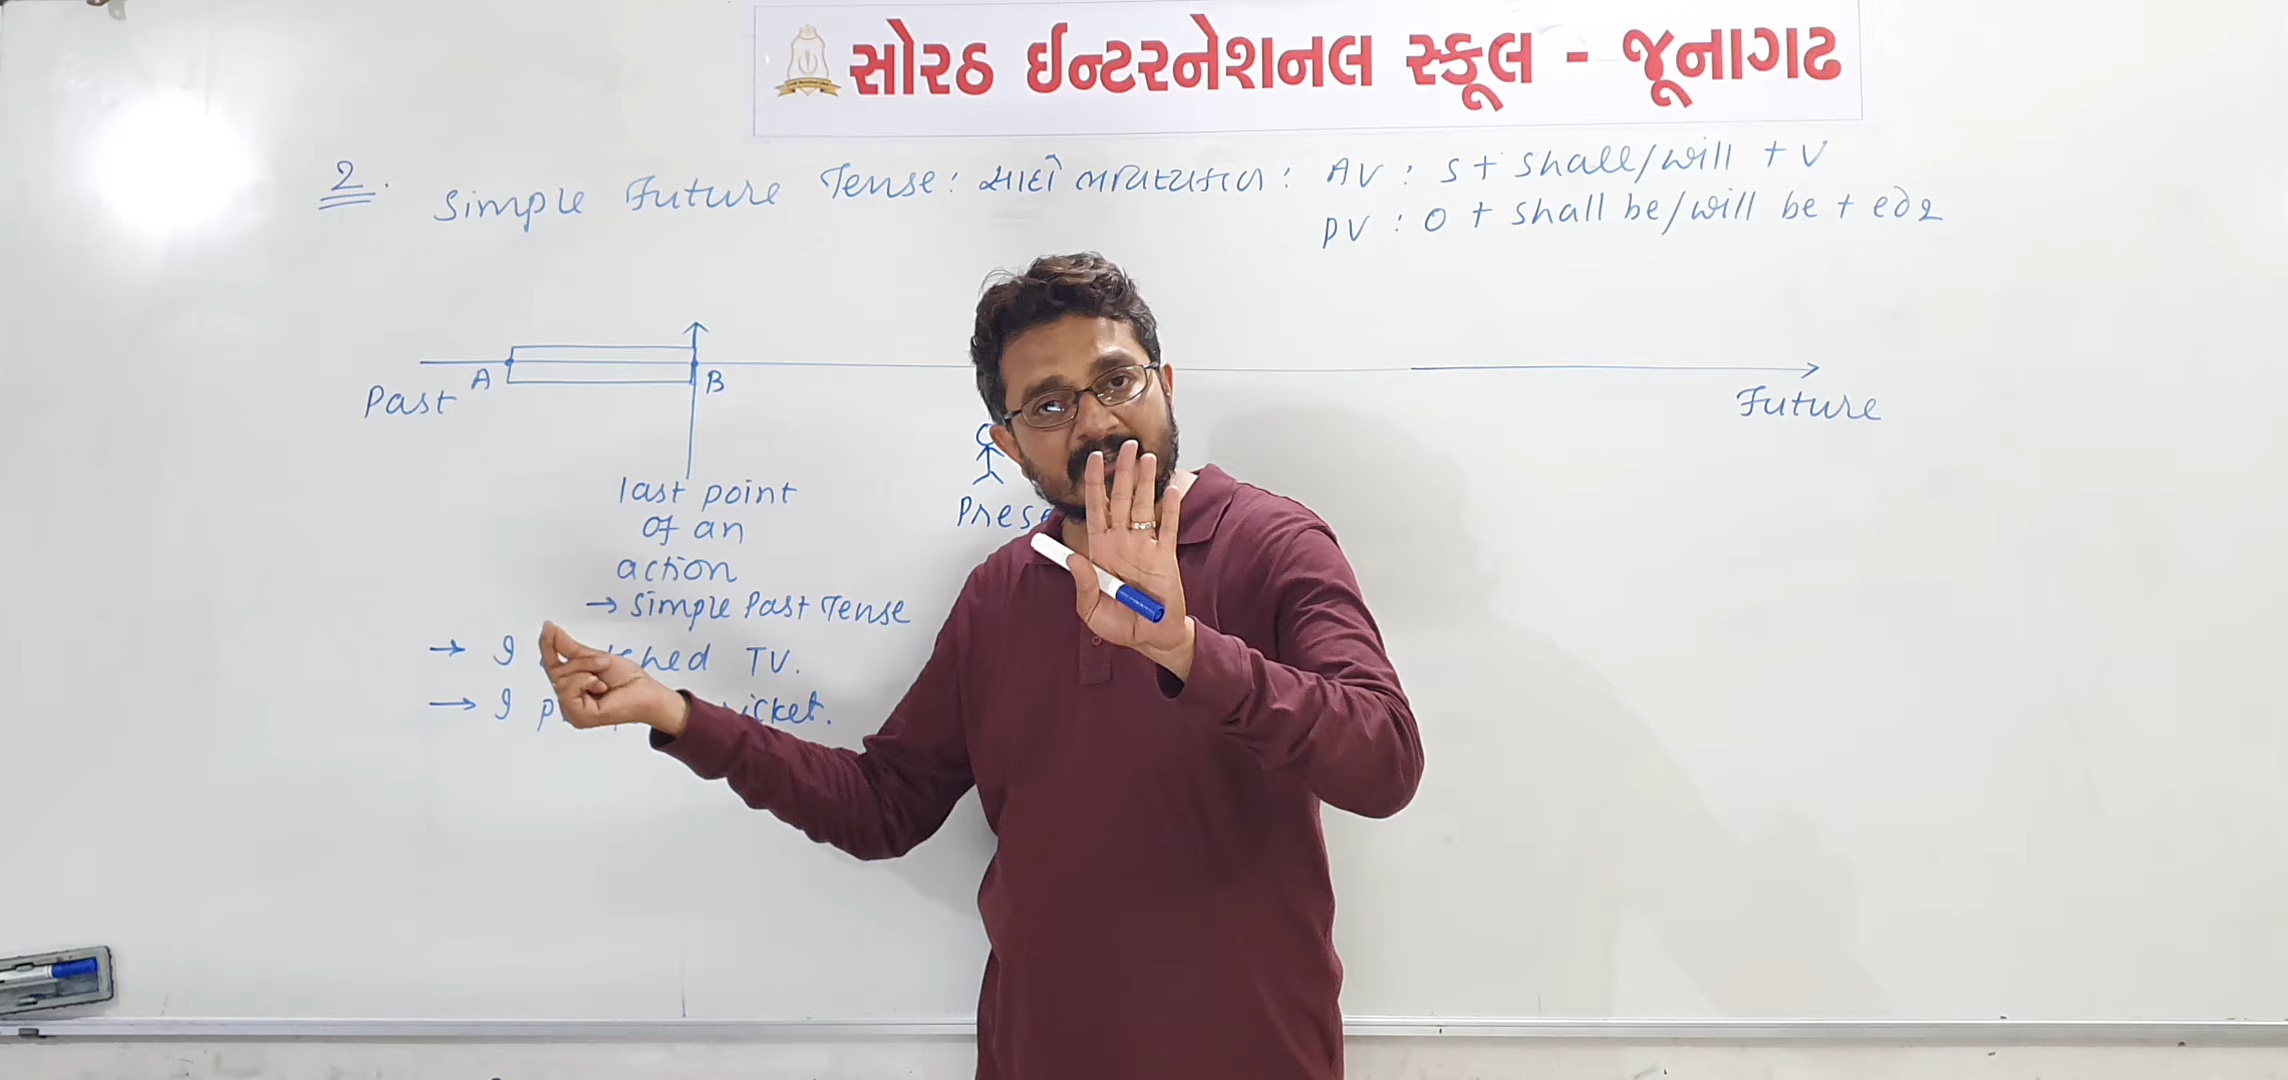 સોરઠ ઈન્ટરનેશનલ સ્કૂલ - જૂનાગઢ
2. Simple Future Tense: સાદો ભવિષ્યકાળ: AV: S + shall/will + V
PV: O + shall be/will be + ed2
A B
Past Future
last point
of an
action
→ Simple Past Tense
→ I TV.
→ I